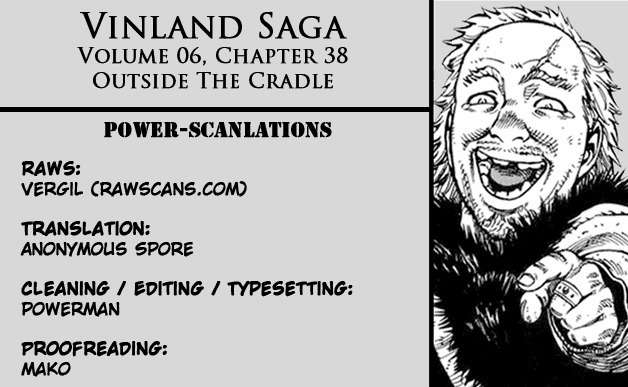 Vinland Saga
Volume 06, Chapter 38
Outside The Cradle
POWER-SCANLATIONS
RAWS:
VERGIL (RAWSCANS.COM)
TRANSLATION:
ANONYMOUS SPORE
CLEANING / EDITING / TYPESETTING:
POWERMAN
PROOFREADING:
MAKO